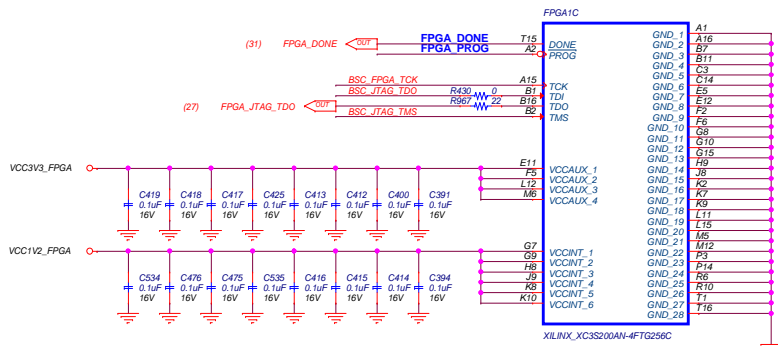 FPGA1C
(31) FPGA_DONE OUT FPGA_DONE T15 DONE
FPGA_PROG A2 PROG
BSC_FPGA_TCK A15 TCK
BSC_JTAG_TDO R430 0 B1 TDI
(27) FPGA_JTAG_TDO OUT R967 22 B16 TDO
BSC_JTAG_TMS B2 TMS
VCC3V3_FPGA
E11 VCCAUX_1
F5 VCCAUX_2
L12 VCCAUX_3
M6 VCCAUX_4
C419 C418 C417 C425 C413 C412 C400 C391
0.1uF 0.1uF 0.1uF 0.1uF 0.1uF 0.1uF 0.1uF 0.1uF
16V 16V 16V 16V 16V 16V 16V 16V
VCC1V2_FPGA
G7 VCCINT_1
G9 VCCINT_2
H8 VCCINT_3
J9 VCCINT_4
K8 VCCINT_5
K10 VCCINT_6
C534 C476 C475 C535 C416 C415 C414 C394
0.1uF 0.1uF 0.1uF 0.1uF 0.1uF 0.1uF 0.1uF 0.1uF
16V 16V 16V 16V 16V 16V 16V 16V
GND_1 A1
GND_2 A16
GND_3 B7
GND_4 B11
GND_5 C3
GND_6 C14
GND_7 E5
GND_8 E12
GND_9 F2
GND_10 F6
GND_11 G8
GND_12 G10
GND_13 G15
GND_14 H9
GND_15 J8
GND_16 K2
GND_17 K7
GND_18 K9
GND_19 L11
GND_20 L15
GND_21 M5
GND_22 M12
GND_23 P3
GND_24 P14
GND_25 R6
GND_26 R10
GND_27 T1
GND_28 T16
XILINX_XC3S200AN-4FTG256C